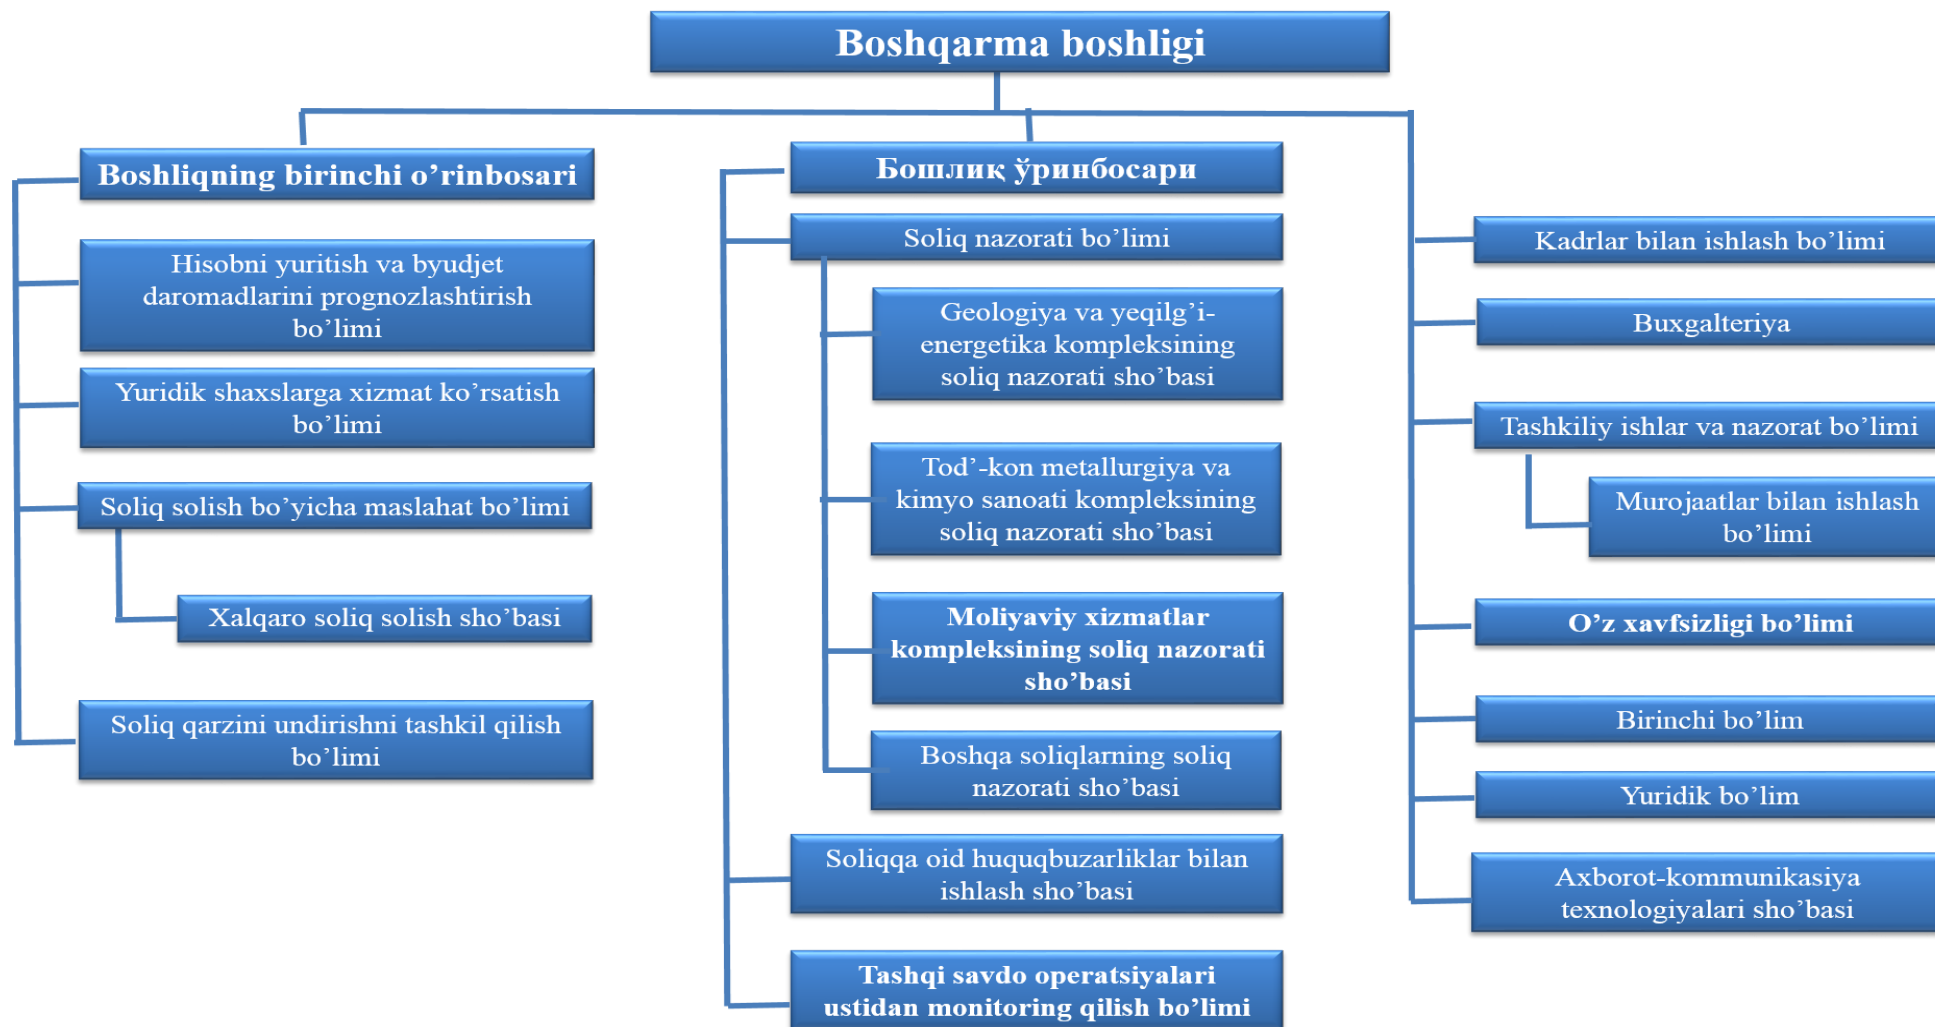 Boshqarma boshligi
Boshliqning birinchi o’rinbosari
Hisobni yuritish va byudjet
daromadlarini prognozlashtirish
bo’limi
Yuridik shaxslarga xizmat ko’rsatish
bo’limi
Soliq solish bo’yicha maslahat bo’limi
Xalqaro soliq solish sho’basi
Soliq qarzini undirishni tashkil qilish
bo’limi
Бошлиқ ўринбосари
Soliq nazorati bo’limi
Geologiya va yeqilg’i-
energetika kompleksining
soliq nazorati sho’basi
Tod’-kon metallurgiya va
kimyo sanoati kompleksining
soliq nazorati sho’basi
Moliyaviy xizmatlar
kompleksining soliq nazorati
sho’basi
Boshqa soliqlarning soliq
nazorati sho’basi
Soliqqa oid huquqbuzarliklar bilan
ishlash sho’basi
Tashqi savdo operatsiyalari
ustidan monitoring qilish bo’limi
Kadrlar bilan ishlash bo’limi
Buxgalteriya
Tashkiliy ishlar va nazorat bo’limi
Murojaatlar bilan ishlash
bo’limi
O’z xavfsizligi bo’limi
Birinchi bo’lim
Yuridik bo’lim
Axborot-kommunikasiya
texnologiyalari sho’basi